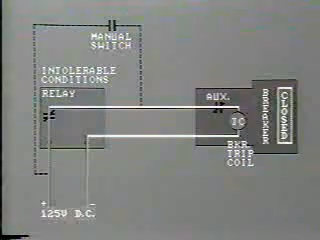 MANUAL
SWITCH
INTOLERABLE
CONDITIONS
RELAY
AUX.
TC
BKR.
TRIP
COIL
BREAKER
CLOSED
+ -
125V D.C.